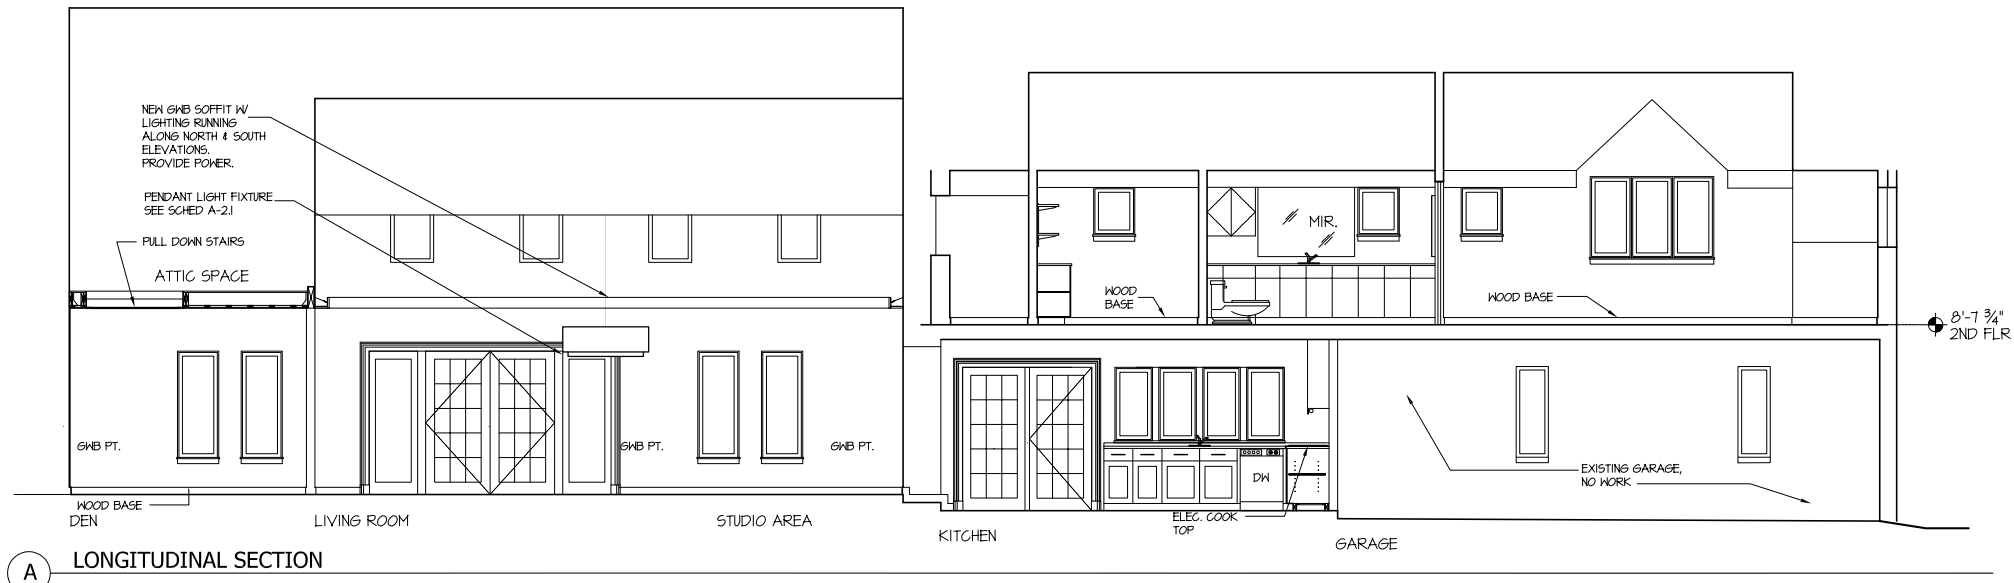 NEW GWB SOFFIT W/
LIGHTING RUNNING
ALONG NORTH & SOUTH
ELEVATIONS.
PROVIDE POWER.
PENDANT LIGHT FIXTURE
SEE SCHED A-2.1
PULL DOWN STAIRS
ATTIC SPACE
MIR.
WOOD
BASE
WOOD BASE
8'-7 3/4"
2ND FLR
GWB PT.
GWB PT.
GWB PT.
DW
EXISTING GARAGE,
NO WORK
WOOD BASE
DEN
LIVING ROOM
STUDIO AREA
KITCHEN
ELEC. COOK
TOP
GARAGE
A
LONGITUDINAL SECTION